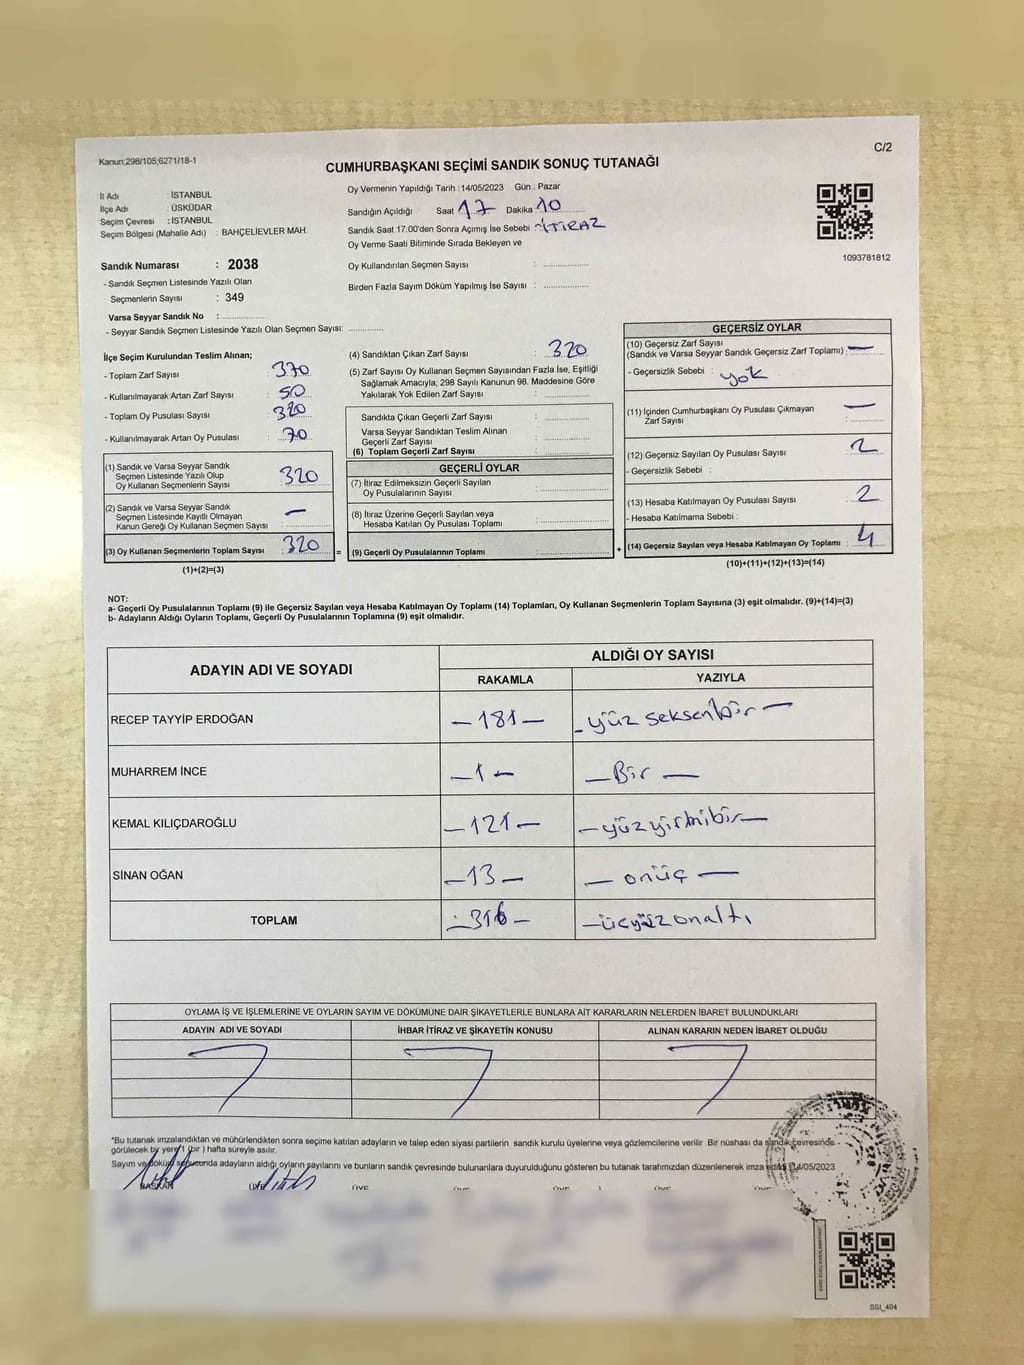 Kanun;298/105;6271/18-1
C/2
CUMHURBAŞKANI SEÇİMİ SANDIK SONUÇ TUTANAĞI
İl Adı : İSTANBUL
İlçe Adı : ÜSKÜDAR
Seçim Çevresi : İSTANBUL
Seçim Bölgesi (Mahalle Adı) : BAHÇELİEVLER MAH.
Oy Vermenin Yapıldığı Tarih : 14/05/2023 Gün : Pazar
Sandığın Açıldığı Saat 17 Dakika 10
Sandık Saat 17:00'den Sonra Açımış İse Sebebi : İTİRAZ
Oy Verme Saati Bitiminde Sırada Bekleyen ve
Oy Kullandırılan Seçmen Sayısı :
Birden Fazla Sayım Döküm Yapılmış İse Sayısı :
1093781812
Sandık Numarası : 2038
- Sandık Seçmen Listesinde Yazılı Olan
Seçmenlerin Sayısı : 349
Varsa Seyyar Sandık No :
- Seyyar Sandık Seçmen Listesinde Yazılı Olan Seçmen Sayısı:
İlçe Seçim Kurulundan Teslim Alınan;
- Toplam Zarf Sayısı : 370
- Kullanılmayarak Artan Zarf Sayısı : 50
- Toplam Oy Pusulası Sayısı :
- Kullanılmayarak Artan Oy Pusulası : 70
(1) Sandık ve Varsa Seyyar Sandık
Seçmen Listesinde Yazılı Olup
Oy Kullanan Seçmenlerin Sayısı : 320
(2) Sandık ve Varsa Seyyar Sandık
Seçmen Listesinde Kayıtlı Olmayan
Kanun Gereği Oy Kullanan Seçmen Sayısı : —
(3) Oy Kullanan Seçmenlerin Toplam Sayısı : 320 =
(1)+(2)=(3)
(4) Sandıktan Çıkan Zarf Sayısı : 320
(5) Zarf Sayısı Oy Kullanan Seçmen Sayısından Fazla İse, Eşitliği
Sağlamak Amacıyla; 298 Sayılı Kanunun 98. Maddesine Göre
Yakılarak Yok Edilen Zarf Sayısı :
Sandıkta Çıkan Geçerli Zarf Sayısı :
Varsa Seyyar Sandıktan Teslim Alınan
Geçerli Zarf Sayısı :
(6) Toplam Geçerli Zarf Sayısı :
GEÇERLİ OYLAR
(7) İtiraz Edilmeksizin Geçerli Sayılan
Oy Pusulalarının Sayısı :
(8) İtiraz Üzerine Geçerli Sayılan veya
Hesaba Katılan Oy Pusulası Toplamı :
(9) Geçerli Oy Pusulalarının Toplamı : +
GEÇERSİZ OYLAR
(10) Geçersiz Zarf Sayısı
(Sandık ve Varsa Seyyar Sandık Geçersiz Zarf Toplamı) : —
- Geçersizlik Sebebi : yok
(11) İçinden Cumhurbaşkanı Oy Pusulası Çıkmayan
Zarf Sayısı : —
(12) Geçersiz Sayılan Oy Pusulası Sayısı : 2
- Geçersizlik Sebebi :
(13) Hesaba Katılmayan Oy Pusulası Sayısı : 2
- Hesaba Katılmama Sebebi :
(14) Geçersiz Sayılan veya Hesaba Katılmayan Oy Toplamı : 4
(10)+(11)+(12)+(13)=(14)
NOT:
a- Geçerli Oy Pusulalarının Toplamı (9) ile Geçersiz Sayılan veya Hesaba Katılmayan Oy Toplamı (14) Toplamları, Oy Kullanan Seçmenlerin Toplam Sayısına (3) eşit olmalıdır. (9)+(14)=(3)
b- Adayların Aldığı Oyların Toplamı, Geçerli Oy Pusulalarının Toplamına (9) eşit olmalıdır.
ADAYIN ADI VE SOYADI ALDIĞI OY SAYISI
RAKAMLA YAZIYLA
RECEP TAYYİP ERDOĞAN — 181 — — yüz seksenbir —
MUHARREM İNCE — 1 — — Bir —
KEMAL KILIÇDAROĞLU — 121 — — yüzyirmibir —
SİNAN OĞAN — 13 — — onüç —
TOPLAM — 316 — — üçyüzonaltı
OYLAMA İŞ VE İŞLEMLERİNE VE OYLARIN SAYIM VE DÖKÜMÜNE DAİR ŞİKAYETLERLE BUNLARA AİT KARARLARIN NELERDEN İBARET BULUNDUKLARI
ADAYIN ADI VE SOYADI İHBAR İTİRAZ VE ŞİKAYETİN KONUSU ALINAN KARARIN NEDEN İBARET OLDUĞU
*Bu tutanak imzalandıktan ve mühürlendikten sonra seçime katılan adayların ve talep eden siyasi partilerin sandık kurulu üyelerine veya gözlemcilerine verilir .Bir nüshası da sandık çevresinde
görülecek bir yere 1 (bir ) hafta süreyle asılır.
Sayım ve döküm sonucunda adayların aldığı oyların sayılarını ve bunların sandık çevresinde bulunanlara duyurulduğunu gösteren bu tutanak tarafımızdan düzenlenerek imza edildi 14/05/2023
BAŞKAN ÜYE ÜYE ÜYE ÜYE ÜYE ÜYE
SSI_404